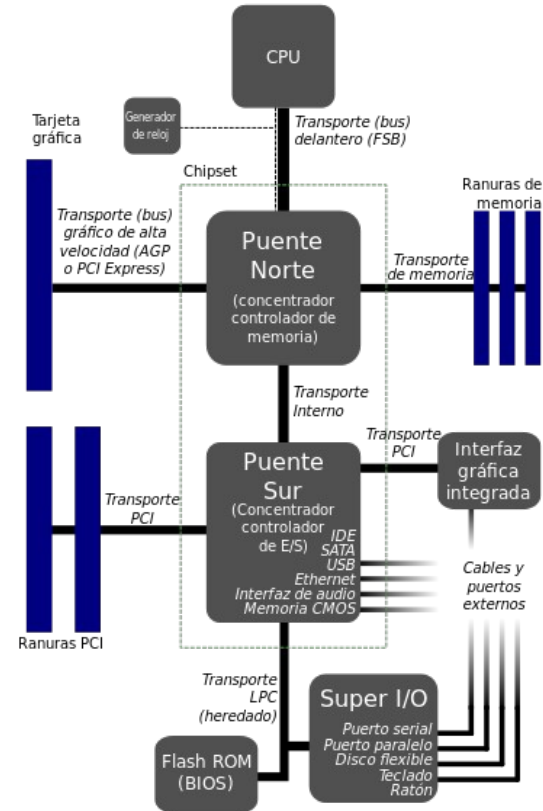 CPU
Generador
de reloj
Transporte (bus)
delantero (FSB)
Tarjeta
gráfica
Chipset
Ranuras de
memoria
Transporte (bus)
gráfico de alta
velocidad (AGP
o PCI Express)
Puente
Norte
(concentrador
controlador de
memoria)
Transporte
de memoria
Transporte
Interno
Transporte
PCI
Interfaz
gráfica
integrada
Puente
Sur
(Concentrador
controlador
de E/S)
IDE
SATA
USB
Ethernet
Interfaz de audio
Memoria CMOS
Transporte
PCI
Cables y
puertos
externos
Ranuras PCI
Transporte
LPC
(heredado)
Super I/O
Puerto serial
Puerto paralelo
Disco flexible
Teclado
Ratón
Flash ROM
(BIOS)